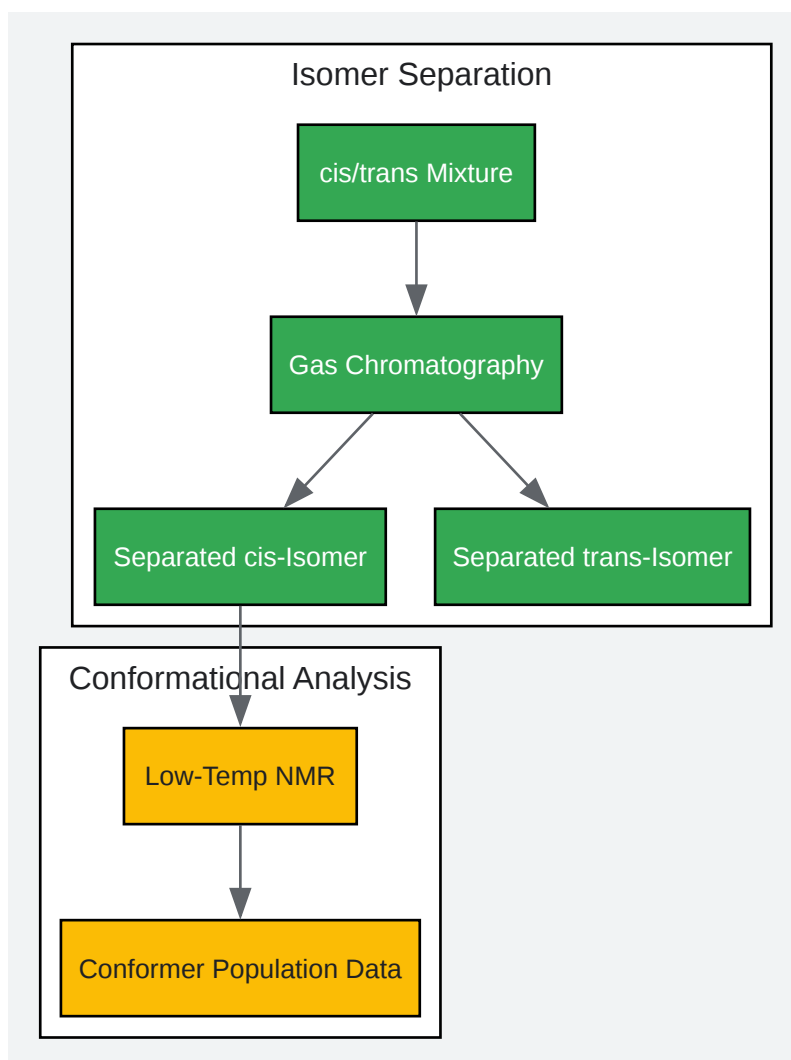 Isomer Separation
cis/trans Mixture
Gas Chromatography
Separated cis-Isomer
Separated trans-Isomer
Conformational Analysis
Low-Temp NMR
Conformer Population Data